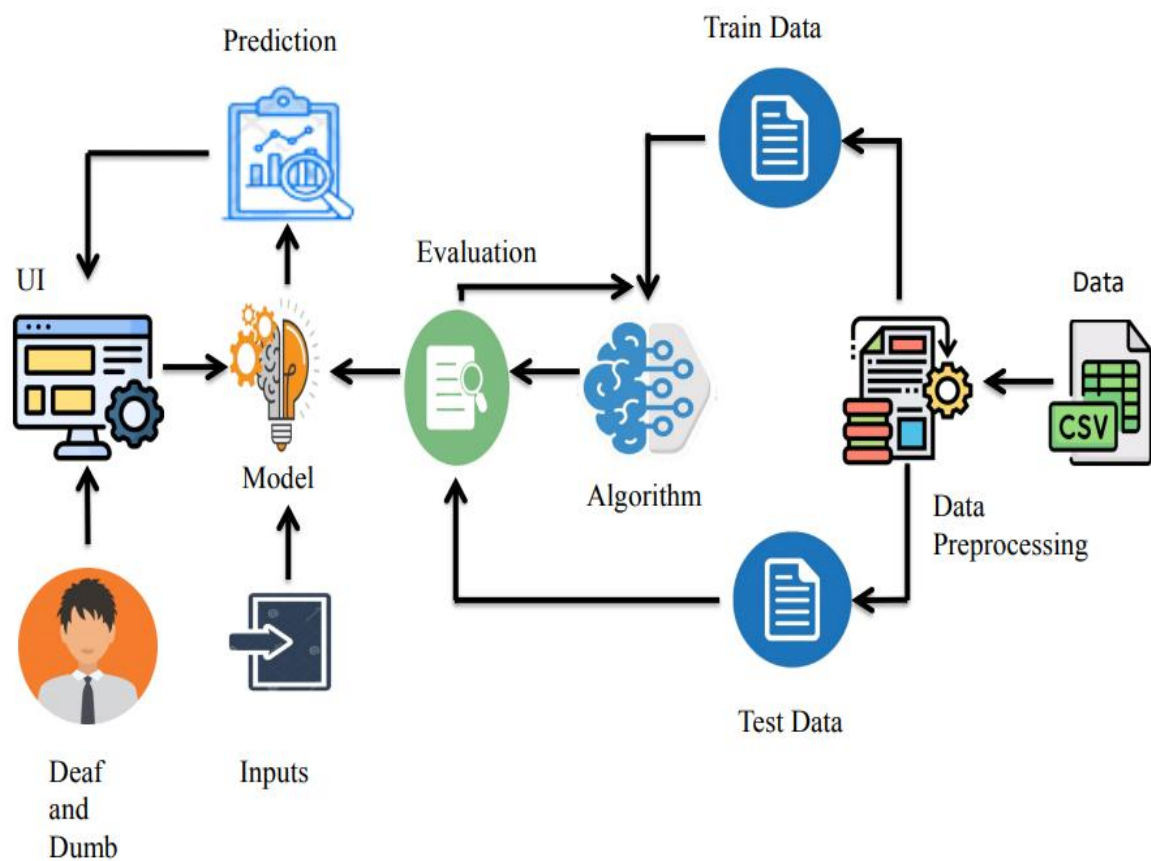 Train Data
Prediction
Evaluation
UI
Data
CSV
Model
Algorithm
Data
Preprocessing
Test Data
Deaf
and
Dumb
Inputs